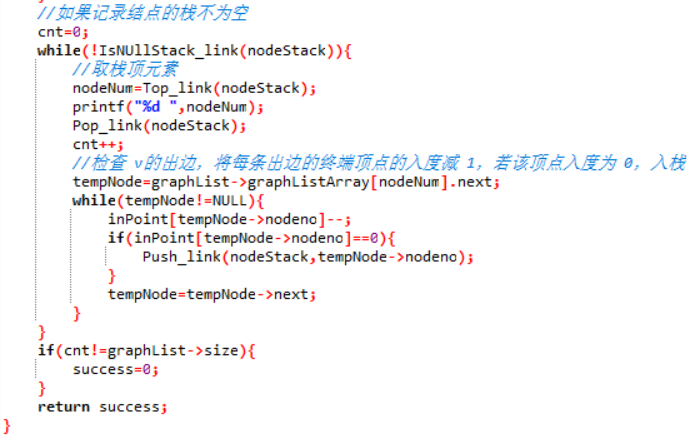 //如果记录结点的栈不为空
cnt=0;
while(!IsNUllStack_link(nodeStack)){
//取栈顶元素
nodeNum=Top_link(nodeStack);
printf("%d ",nodeNum);
Pop_link(nodeStack);
cnt++;
//检查 v的出边，将每条出边的终端顶点的入度减 1，若该顶点入度为 0，入栈
tempNode=graphList->graphListArray[nodeNum].next;
while(tempNode!=NULL){
inPoint[tempNode->nodeno]--;
if(inPoint[tempNode->nodeno]==0){
Push_link(nodeStack,tempNode->nodeno);
}
tempNode=tempNode->next;
}
}
if(cnt!=graphList->size){
success=0;
}
return success;
}